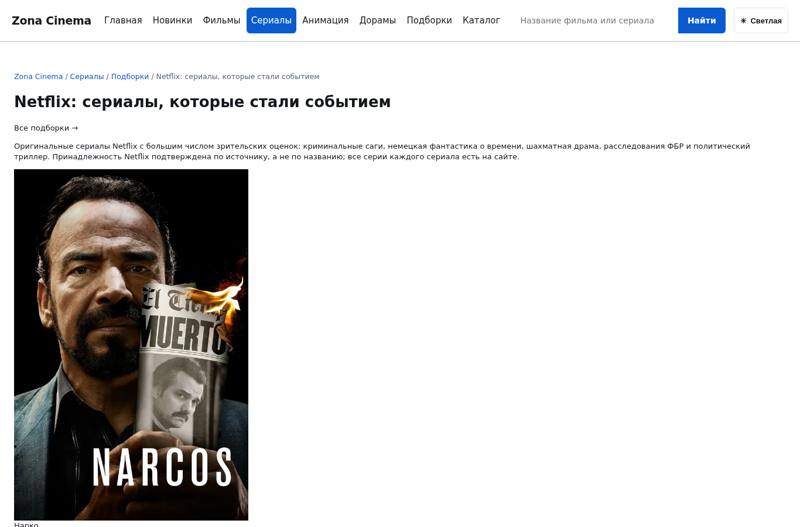 Zona Cinema Главная Новинки Фильмы Сериалы Анимация Дорамы Подборки Каталог Название фильма или сериала Найти ☀ Светлая
Zona Cinema / Сериалы / Подборки / Netflix: сериалы, которые стали событием
Netflix: сериалы, которые стали событием
Все подборки →
Оригинальные сериалы Netflix с большим числом зрительских оценок: криминальные саги, немецкая фантастика о времени, шахматная драма, расследования ФБР и политический
триллер. Принадлежность Netflix подтверждена по источнику, а не по названию; все серии каждого сериала есть на сайте.
El
MUERTO
NARCOS
Нарко